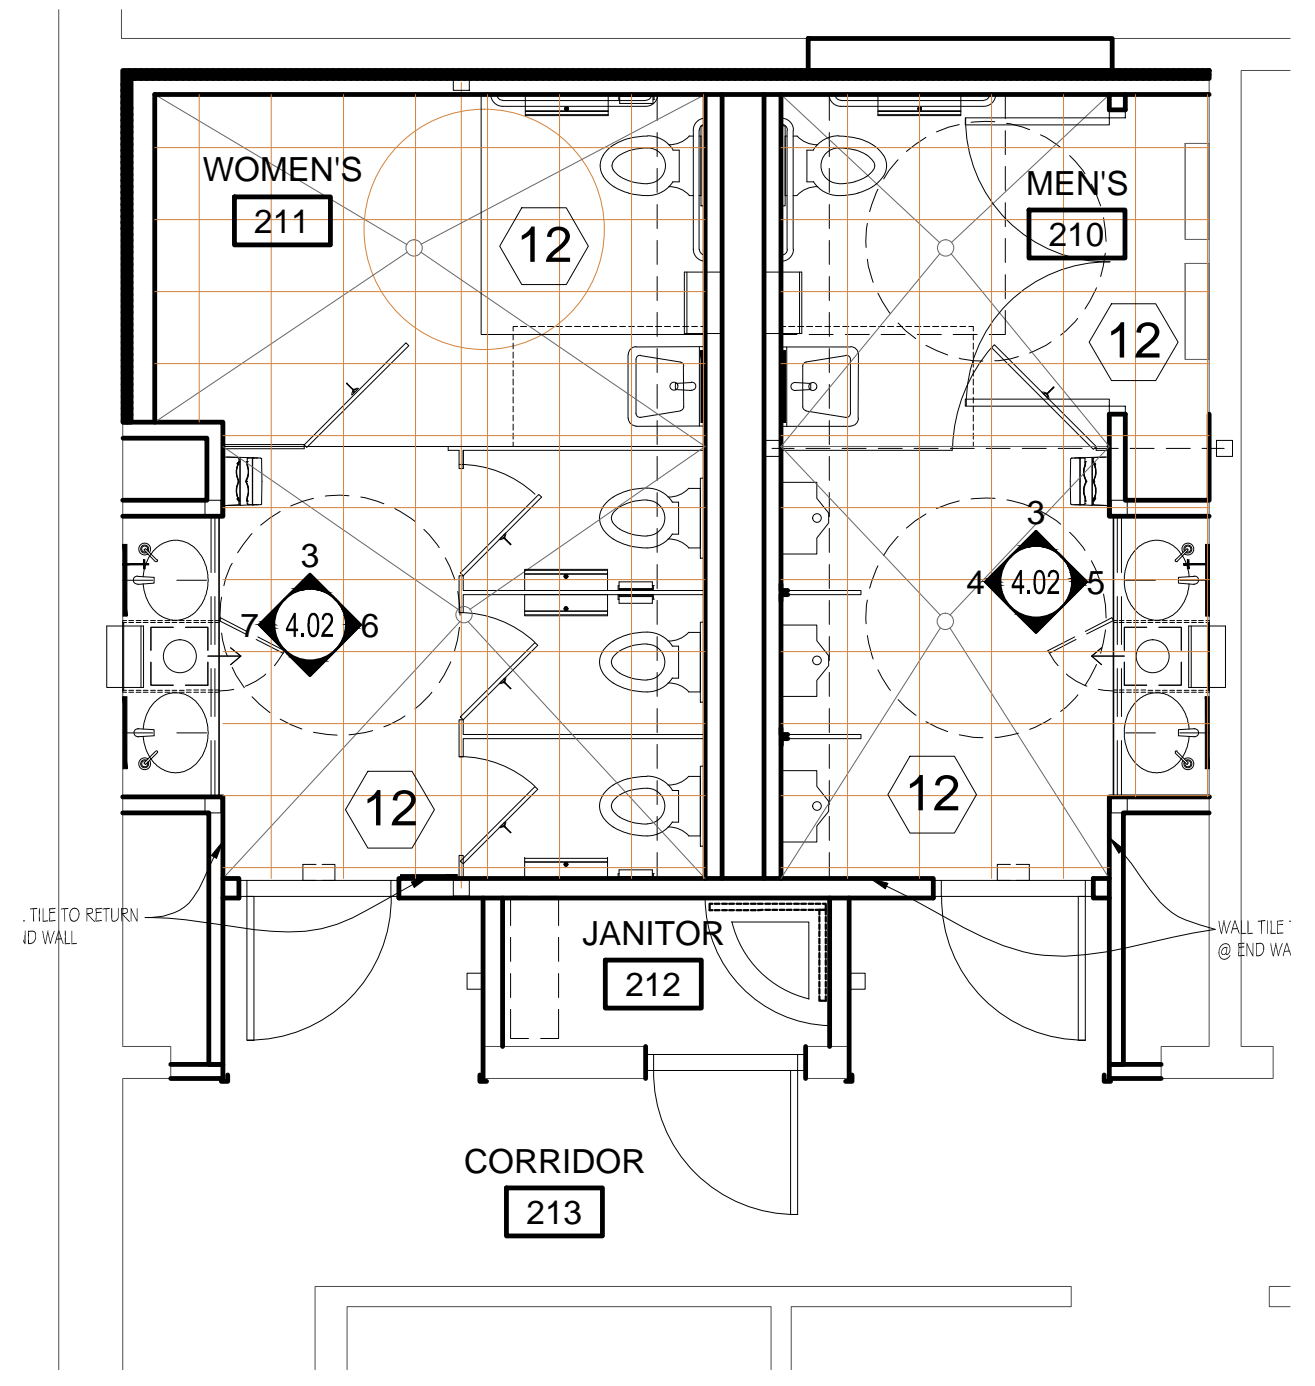 WOMEN'S
211
12
MEN'S
210
12
3
4.02
7
6
3
4.02
4
5
12
12
. TILE TO RETURN
ID WALL
JANITOR
212
WALL TILE
@ END WA
CORRIDOR
213